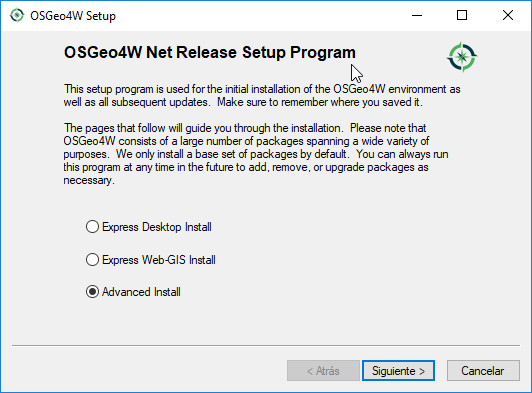 OSGeo4W Setup
OSGeo4W Net Release Setup Program
This setup program is used for the initial installation of the OSGeo4W environment as
well as all subsequent updates.  Make sure to remember where you saved it.
The pages that follow will guide you through the installation.  Please note that
OSGeo4W consists of a large number of packages spanning a wide variety of
purposes.  We only install a base set of packages by default.  You can always run
this program at any time in the future to add, remove, or upgrade packages as
necessary.
Express Desktop Install
Express Web-GIS Install
Advanced Install
< Atrás
Siguiente >
Cancelar